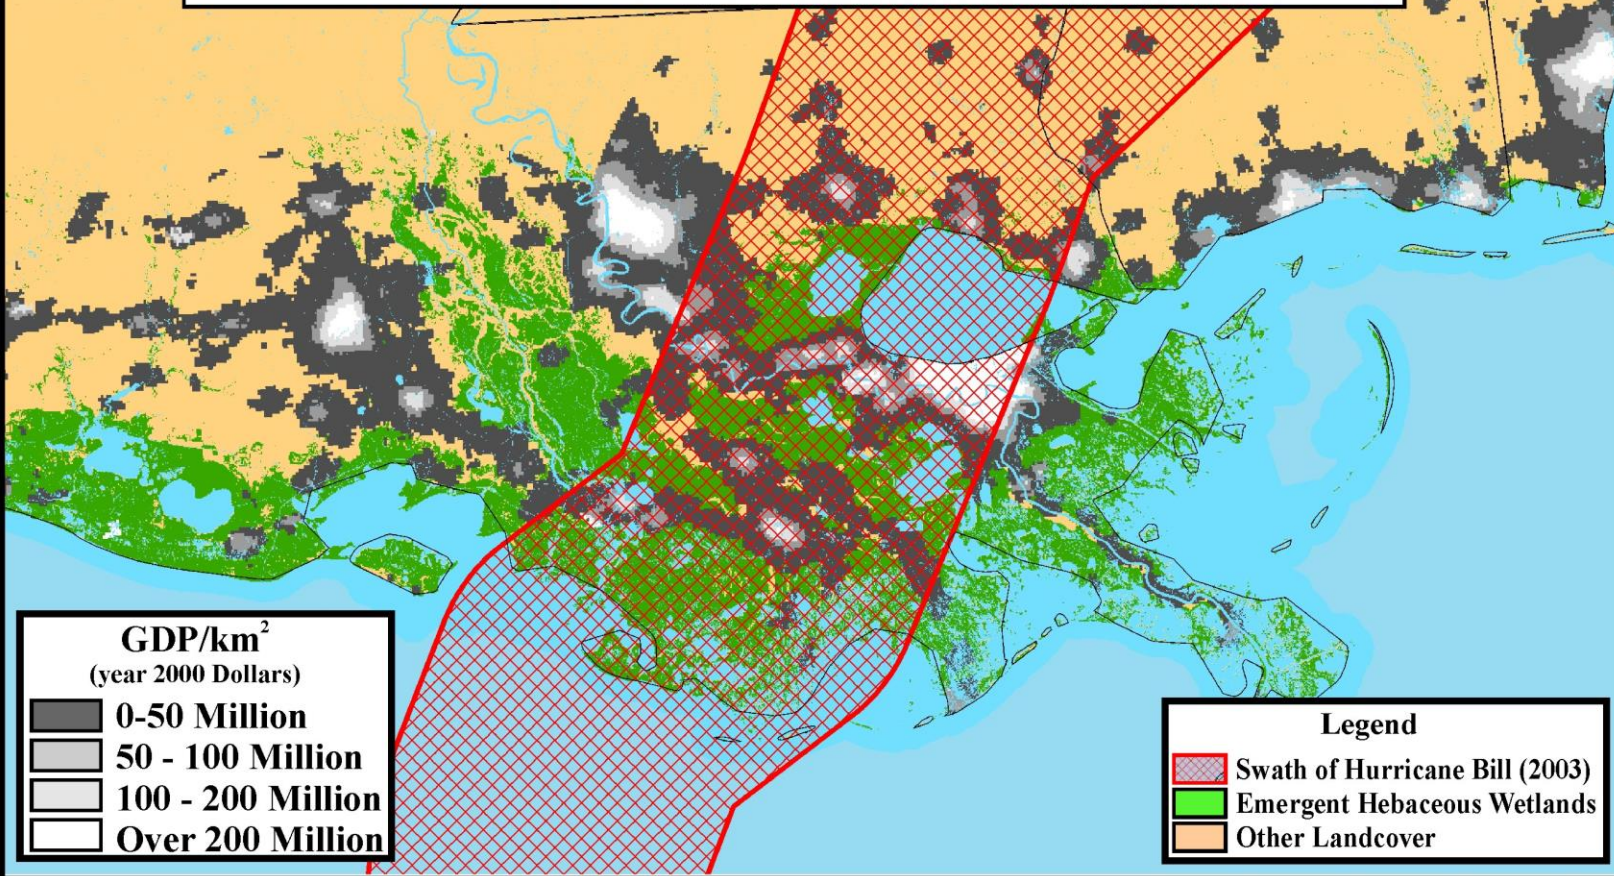 GDP/km²
(year 2000 Dollars)
0-50 Million
50 - 100 Million
100 - 200 Million
Over 200 Million
Legend
Swath of Hurricane Bill (2003)
Emergent Hebaceous Wetlands
Other Landcover